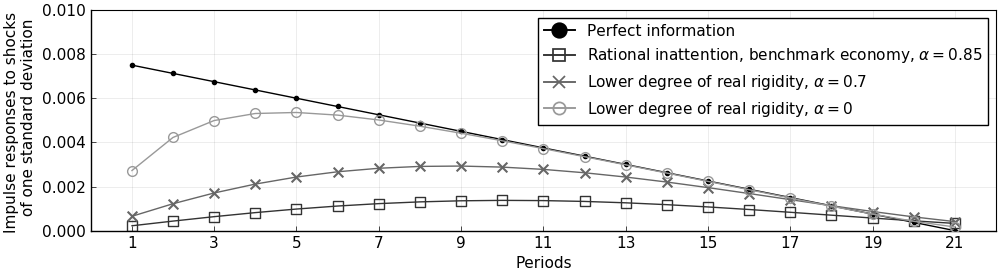 Impulse responses to shocks
of one standard deviation
0.010
0.008
0.006
0.004
0.002
0.000
Perfect information
Rational inattention, benchmark economy, α = 0.85
Lower degree of real rigidity, α = 0.7
Lower degree of real rigidity, α = 0
1 3 5 7 9 11 13 15 17 19 21
Periods